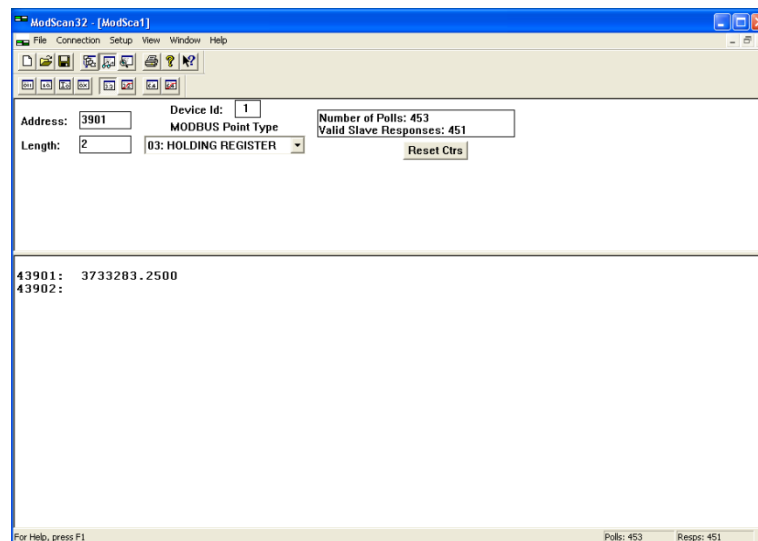 ModScan32 - [ModSca1]
File Connection Setup View Window Help
Address: 3901
Device Id: 1
MODBUS Point Type
Length: 2
03: HOLDING REGISTER
Number of Polls: 453
Valid Slave Responses: 451
Reset Ctrs
43901: 3733283.2500
43902:
For Help, press F1
Polls: 453
Resps: 451